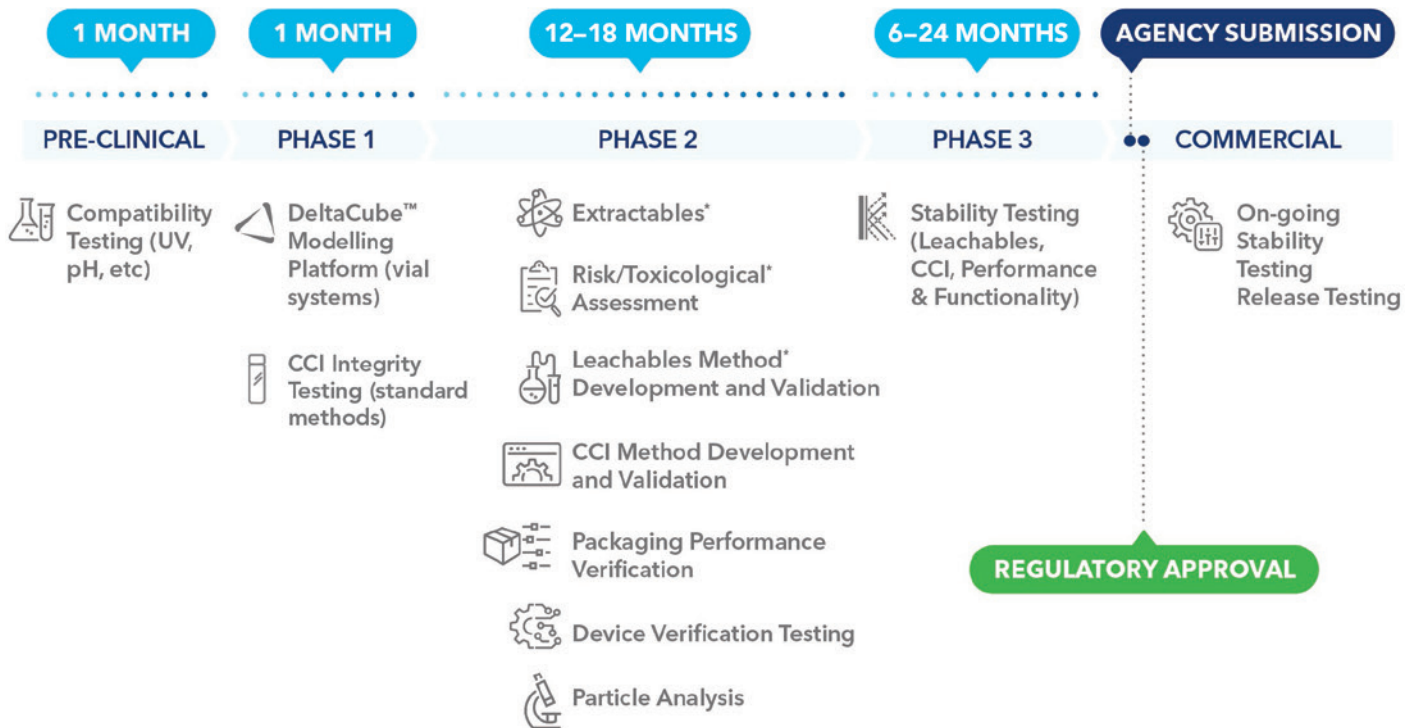 1 MONTH
1 MONTH
12–18 MONTHS
6–24 MONTHS
AGENCY SUBMISSION
PRE-CLINICAL
PHASE 1
PHASE 2
PHASE 3
COMMERCIAL
Compatibility
Testing (UV,
pH, etc)
DeltaCube™
Modelling
Platform (vial
systems)
CCI Integrity
Testing (standard
methods)
Extractables*
Risk/Toxicological*
Assessment
Leachables Method*
Development and Validation
CCI Method Development
and Validation
Packaging Performance
Verification
Device Verification Testing
Particle Analysis
Stability Testing
(Leachables,
CCI, Performance
& Functionality)
On-going
Stability
Testing
Release Testing
REGULATORY APPROVAL